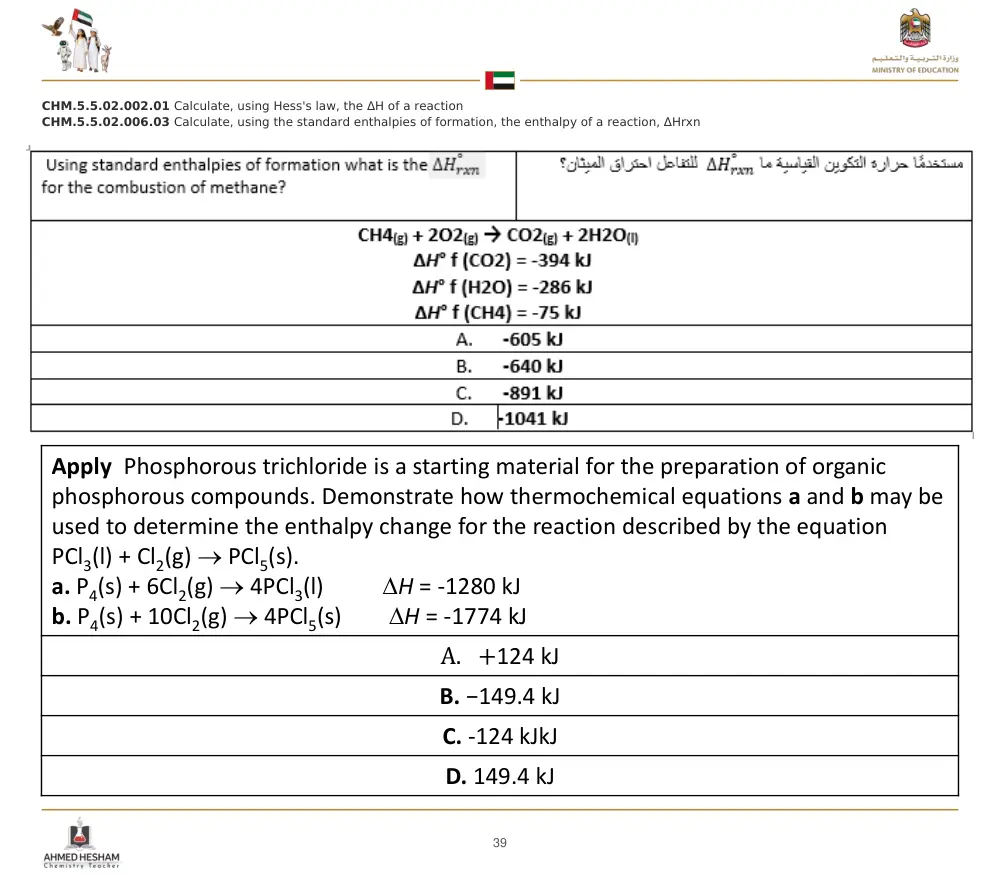 وزارة التربية والتعليم
MINISTRY OF EDUCATION
CHM.5.5.02.002.01 Calculate, using Hess's law, the ΔH of a reaction
CHM.5.5.02.006.03 Calculate, using the standard enthalpies of formation, the enthalpy of a reaction, ΔHrxn
Using standard enthalpies of formation what is the ΔH°rxn
for the combustion of methane?
مستخدمًا حرارة التكوين القياسية ما ΔH°rxn للتفاعل احتراق الميثان؟
CH4(g) + 2O2(g) → CO2(g) + 2H2O(l)
ΔH° f (CO2) = -394 kJ
ΔH° f (H2O) = -286 kJ
ΔH° f (CH4) = -75 kJ
A. -605 kJ
B. -640 kJ
C. -891 kJ
D. -1041 kJ
Apply Phosphorous trichloride is a starting material for the preparation of organic
phosphorous compounds. Demonstrate how thermochemical equations a and b may be
used to determine the enthalpy change for the reaction described by the equation
PCl₃(l) + Cl₂(g) → PCl₅(s).
a. P₄(s) + 6Cl₂(g) → 4PCl₃(l) ΔH = -1280 kJ
b. P₄(s) + 10Cl₂(g) → 4PCl₅(s) ΔH = -1774 kJ
A. +124 kJ
B. −149.4 kJ
C. -124 kJkJ
D. 149.4 kJ
AHMED HESHAM
Chemistry Teacher
39